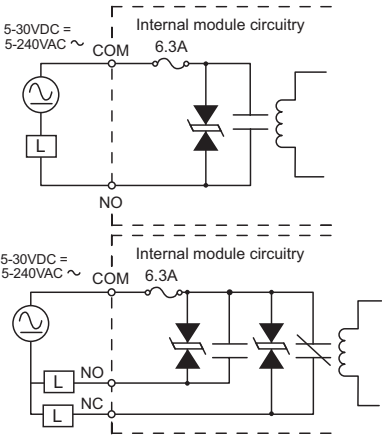 Internal module circuitry
5-30VDC =
5-240VAC ~
COM
6.3A
L
NO
Internal module circuitry
5-30VDC =
5-240VAC ~
COM
6.3A
L
NO
L
NC